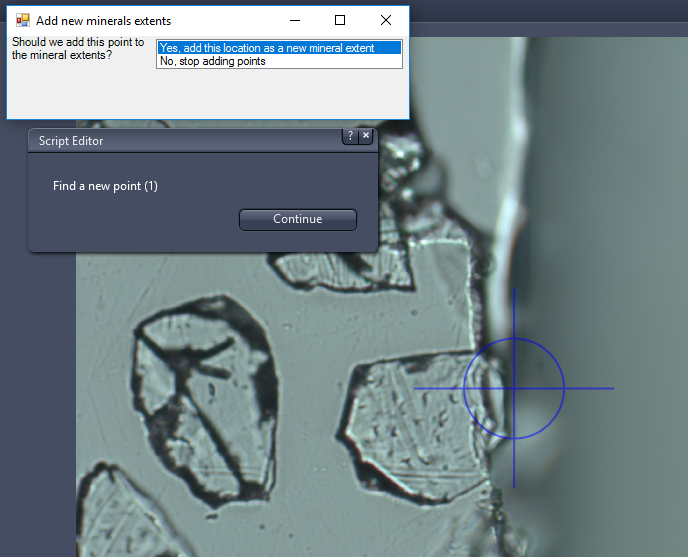 Add new minerals extents
Should we add this point to
the mineral extents?
Yes, add this location as a new mineral extent
No, stop adding points
Script Editor
?
Find a new point (1)
Continue